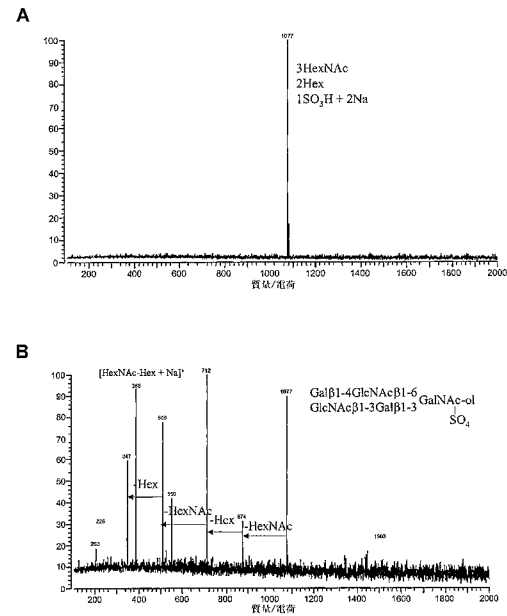 A
100
90
80
70
60
50
40
30
20
10
0
1077
3HexNAc
2Hex
1SO3H + 2Na
200 400 600 800 1000 1200 1400 1600 1800 2000
質量/電荷
B
[HexNAc-Hex + Na]+
100
90
80
70
60
50
40
30
20
10
0
712
1077
509
347
550
226
203
874
-Hex
-HexNAc
-Hex
-HexNAc
Galβ1-4GlcNAcβ1-6
GlcNAcβ1-3Galβ1-3
GalNAc-ol
SO4
200 400 600 800 1000 1200 1400 1600 1800 2000
質量/電荷